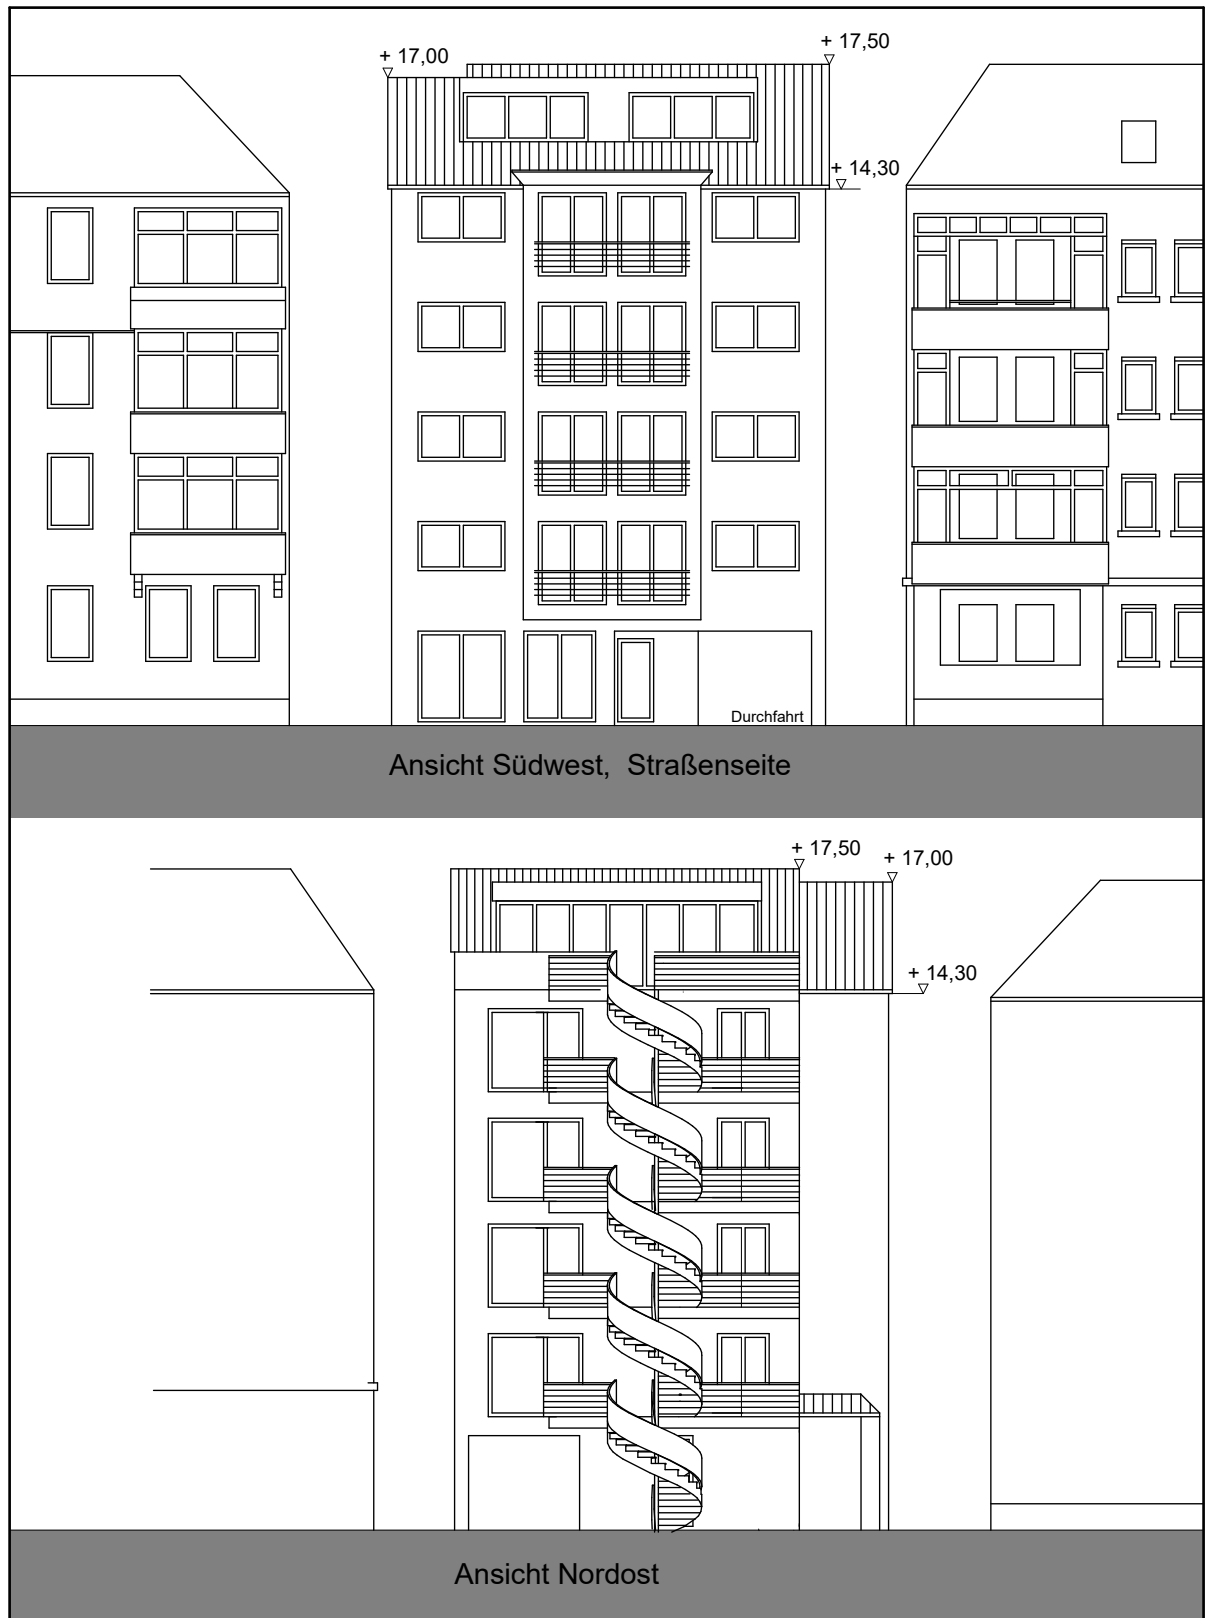 + 17,50
+ 17,00
+ 14,30
Durchfahrt
Ansicht Südwest, Straßenseite
+ 17,50
+ 17,00
+ 14,30
Ansicht Nordost